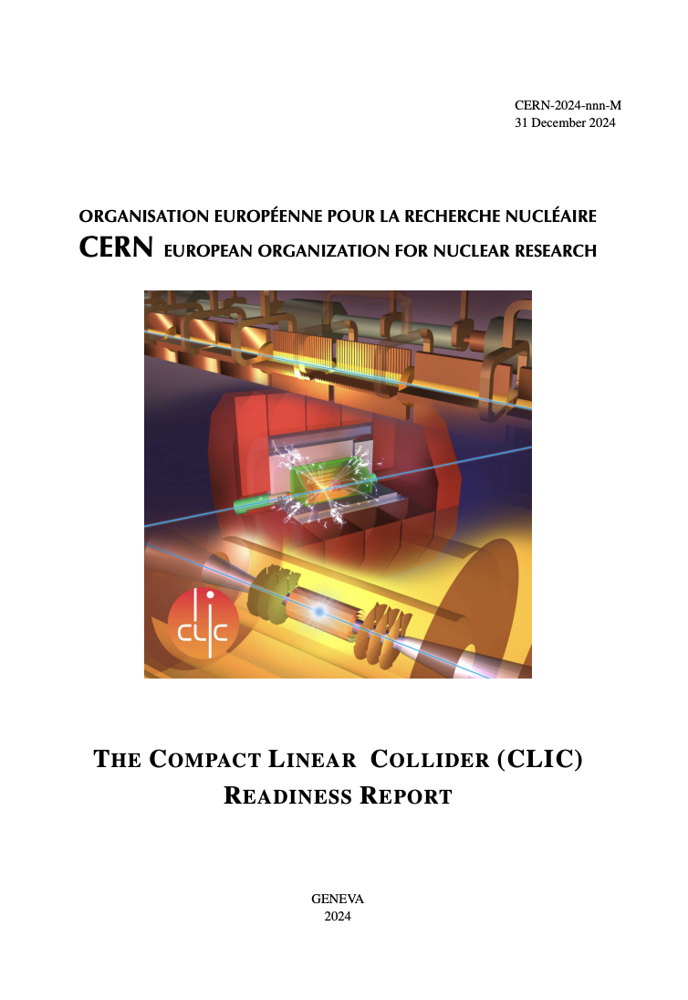 CERN-2024-nnn-M
31 December 2024
ORGANISATION EUROPÉENNE POUR LA RECHERCHE NUCLÉAIRE
CERN EUROPEAN ORGANIZATION FOR NUCLEAR RESEARCH
clic
THE COMPACT LINEAR COLLIDER (CLIC)
READINESS REPORT
GENEVA
2024